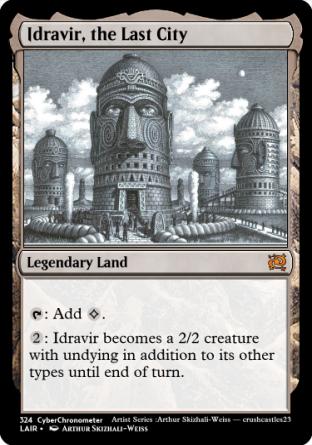 Idravir, the Last City
Legendary Land
: Add .
2: Idravir becomes a 2/2 creature
with undying in addition to its other
types until end of turn.
324 CyberChronometer Artist Series :Arthur Skizhali-Weiss — crushcastles23
LAIR • Arthur Skizhali-Weiss